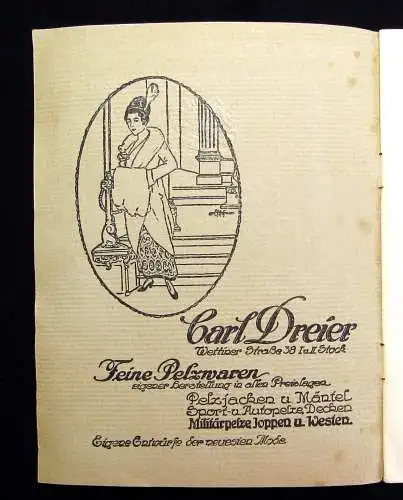 Carl Dreier
Wettiner Straße 38 I u. II. Stock
Feine Pelzwaren
eigener Herstellung in allen Preislagen
Pelzjacken u. Mäntel
Sport- u. Autopelze, Decken
Militärpelze Joppen u. Westen.
Eigene Entwürfe der neuesten Mode.